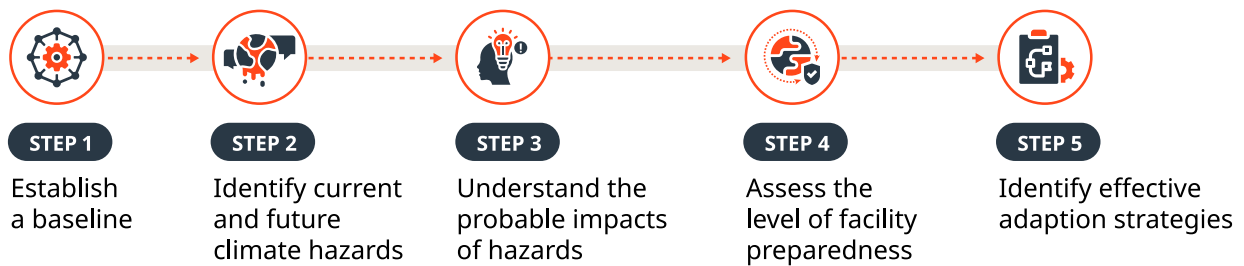 STEP 1
Establish
a baseline
STEP 2
Identify current
and future
climate hazards
STEP 3
Understand the
probable impacts
of hazards
STEP 4
Assess the
level of facility
preparedness
STEP 5
Identify effective
adaption strategies